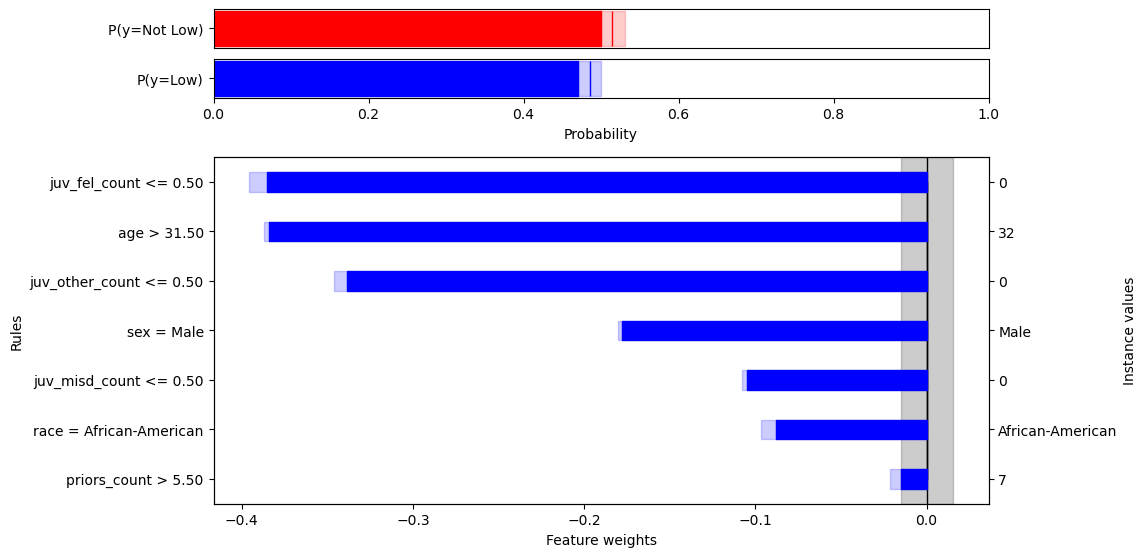 P(y=Not Low)
P(y=Low)
0.0 0.2 0.4 0.6 0.8 1.0
Probability
Rules
juv_fel_count <= 0.50 0
age > 31.50 32
juv_other_count <= 0.50 0
sex = Male Male
juv_misd_count <= 0.50 0
race = African-American African-American
priors_count > 5.50 7
Instance values
−0.4 −0.3 −0.2 −0.1 0.0
Feature weights